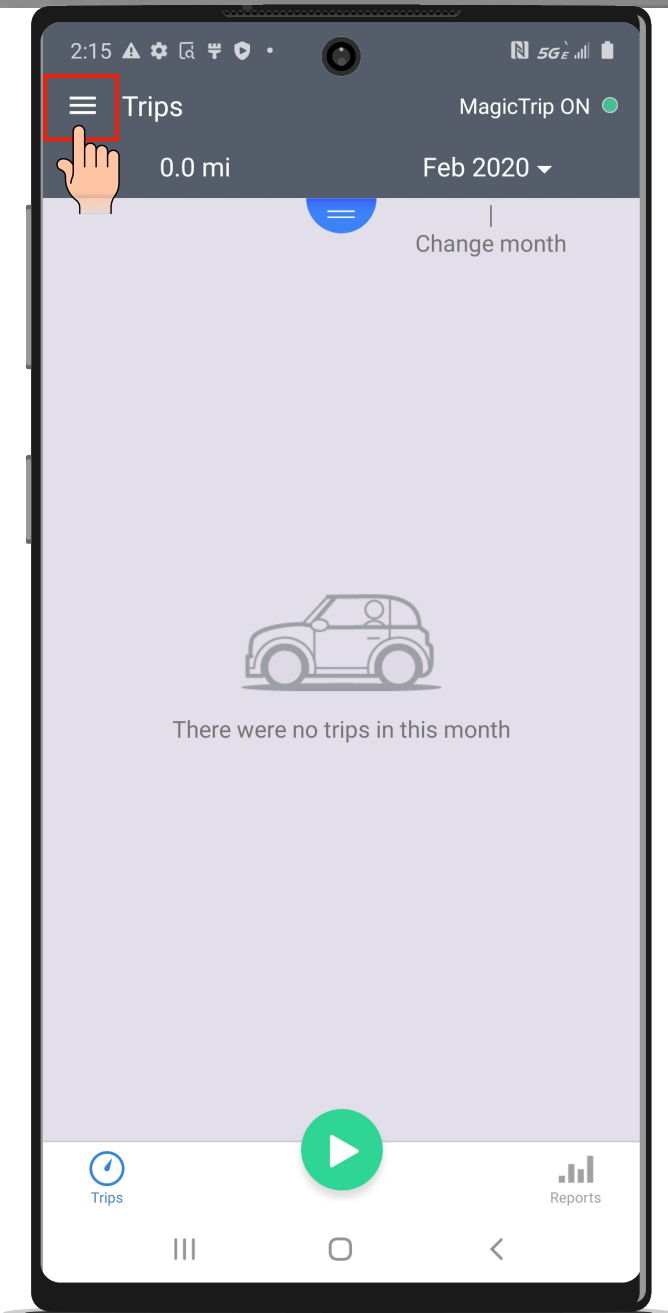 2:15
5GE
Trips
MagicTrip ON
0.0 mi
Feb 2020
Change month
There were no trips in this month
Trips
Reports